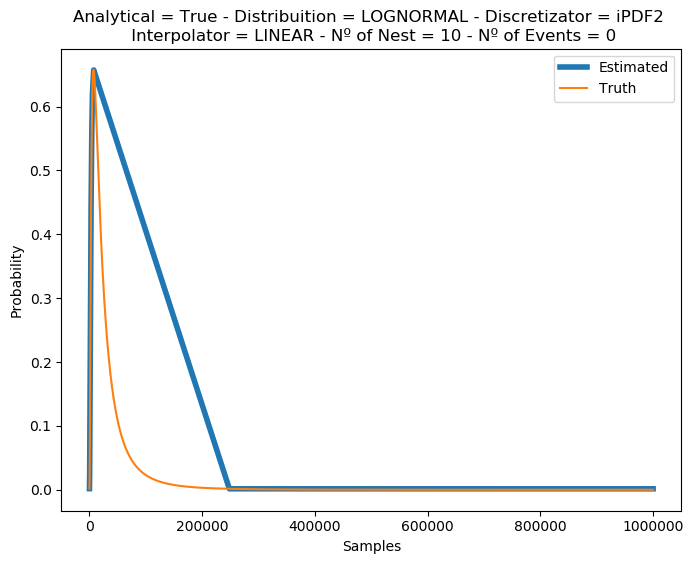 Analytical = True - Distribuition = LOGNORMAL - Discretizator = iPDF2
Interpolator = LINEAR - Nº of Nest = 10 - Nº of Events = 0
Estimated
Truth
Probability
0.6
0.5
0.4
0.3
0.2
0.1
0.0
0 200000 400000 600000 800000 1000000
Samples